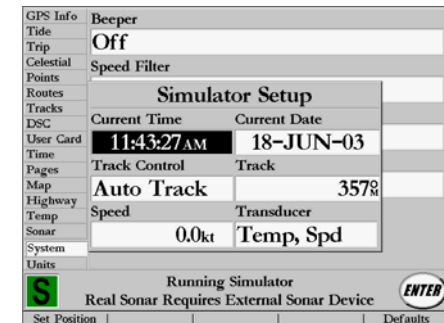 GPS Info
Tide
Trip
Celestial
Points
Routes
Tracks
DSC
User Card
Time
Pages
Map
Highway
Temp
Sonar
System
Units
Beeper
Off
Speed Filter
Simulator Setup
Current Time Current Date
11:43:27 AM 18-JUN-03
Track Control Track
Auto Track 357°M
Speed Transducer
0.0kt Temp, Spd
S
Running Simulator
Real Sonar Requires External Sonar Device
ENTER
Set Position Defaults